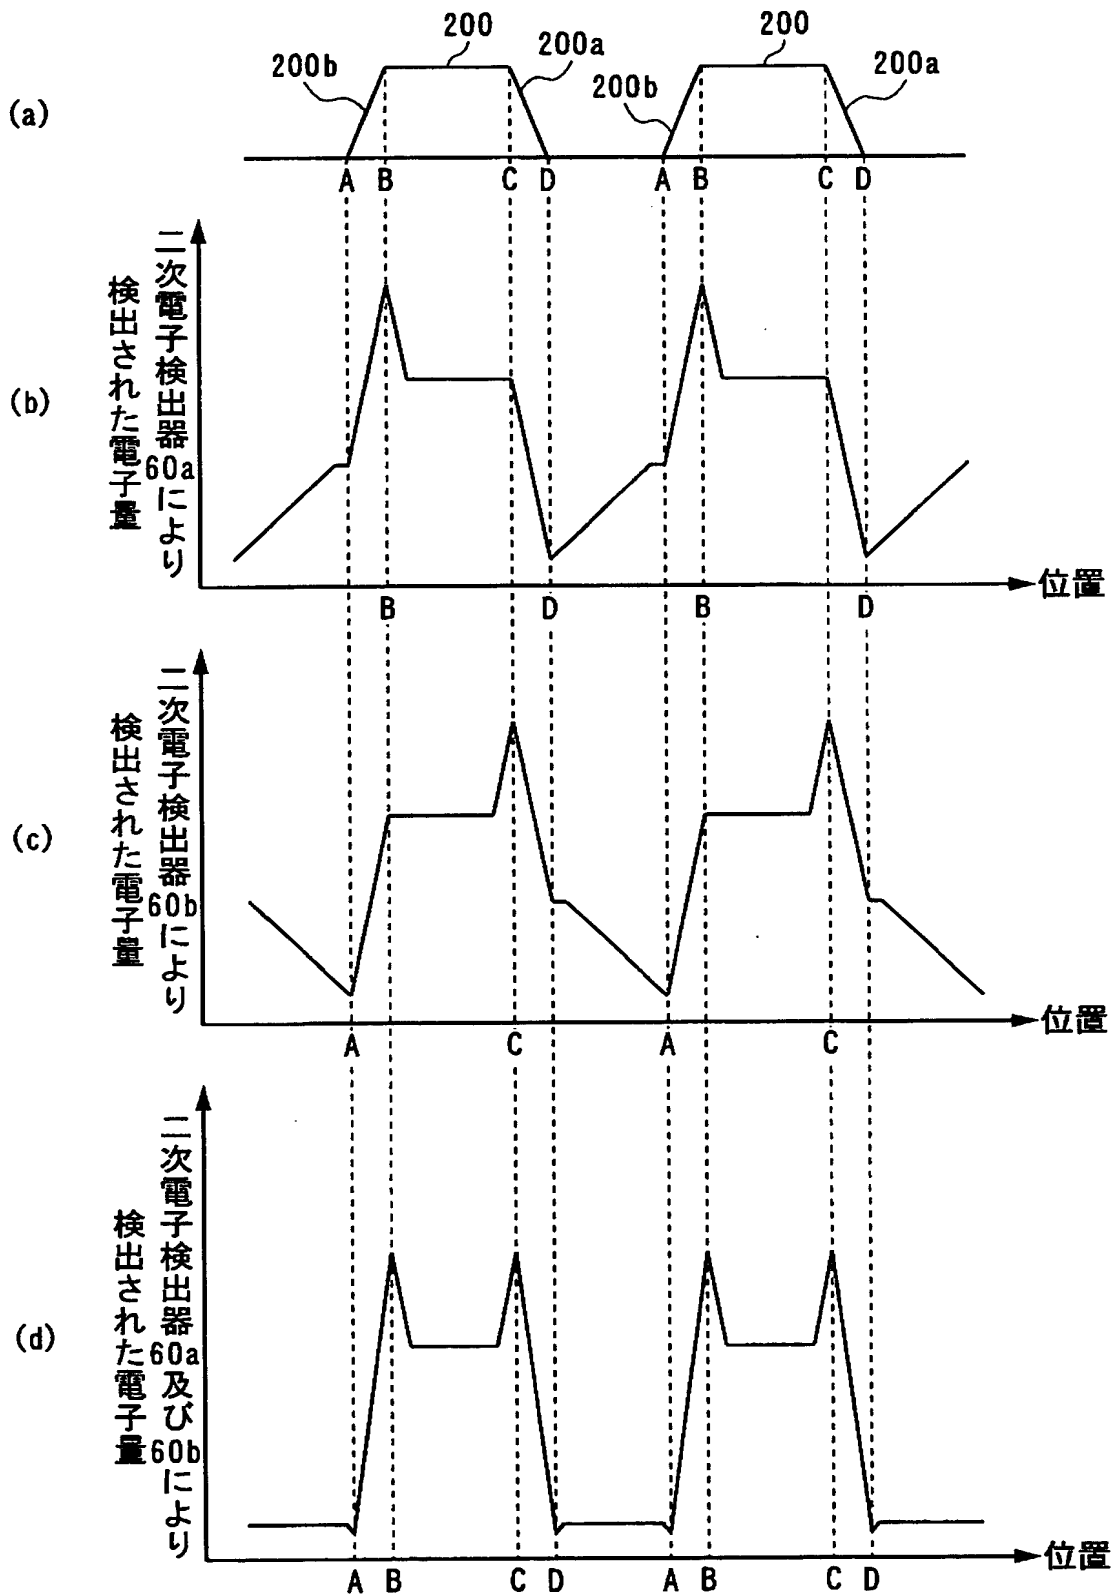 200
200
200b
200a
200b
200a
(a)
A B C D A B C D
(b)
二次電子検出器60aにより
検出された電子量
位置
B D B D
(c)
二次電子検出器60bにより
検出された電子量
位置
A C A C
(d)
二次電子検出器60a及び60bにより
検出された電子量
位置
A B C D A B C D